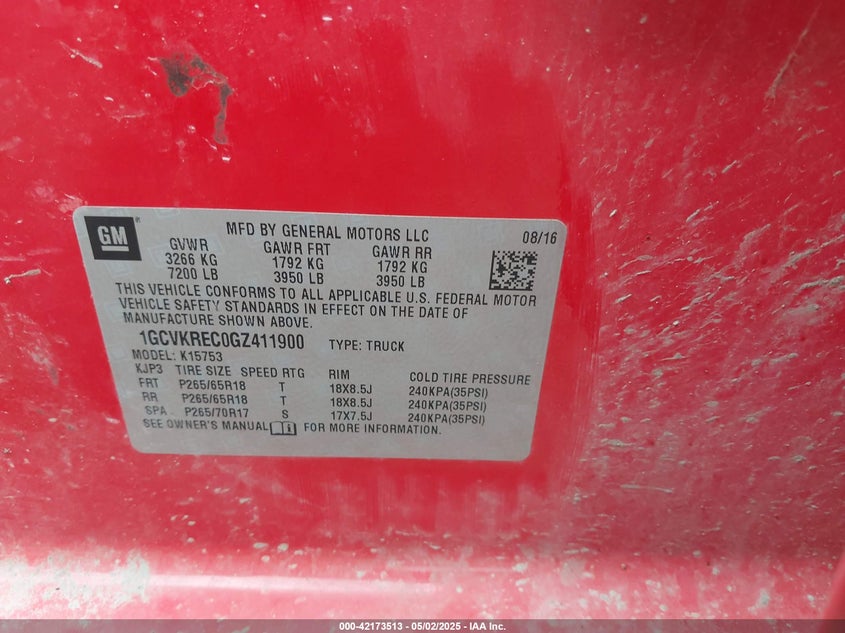 GM
MFD BY GENERAL MOTORS LLC 08/16
GVWR GAWR FRT GAWR RR
3266 KG 1792 KG 1792 KG
7200 LB 3950 LB 3950 LB
THIS VEHICLE CONFORMS TO ALL APPLICABLE U.S. FEDERAL MOTOR
VEHICLE SAFETY STANDARDS IN EFFECT ON THE DATE OF
MANUFACTURE SHOWN ABOVE.
1GCVKREC0GZ411900 TYPE: TRUCK
MODEL: K15753
KJP3 TIRE SIZE SPEED RTG RIM COLD TIRE PRESSURE
FRT P265/65R18 T 18X8.5J 240KPA(35PSI)
RR P265/65R18 T 18X8.5J 240KPA(35PSI)
SPA P265/70R17 S 17X7.5J 240KPA(35PSI)
SEE OWNER'S MANUAL FOR MORE INFORMATION.
000-42173513 - 05/02/2025 - IAA Inc.